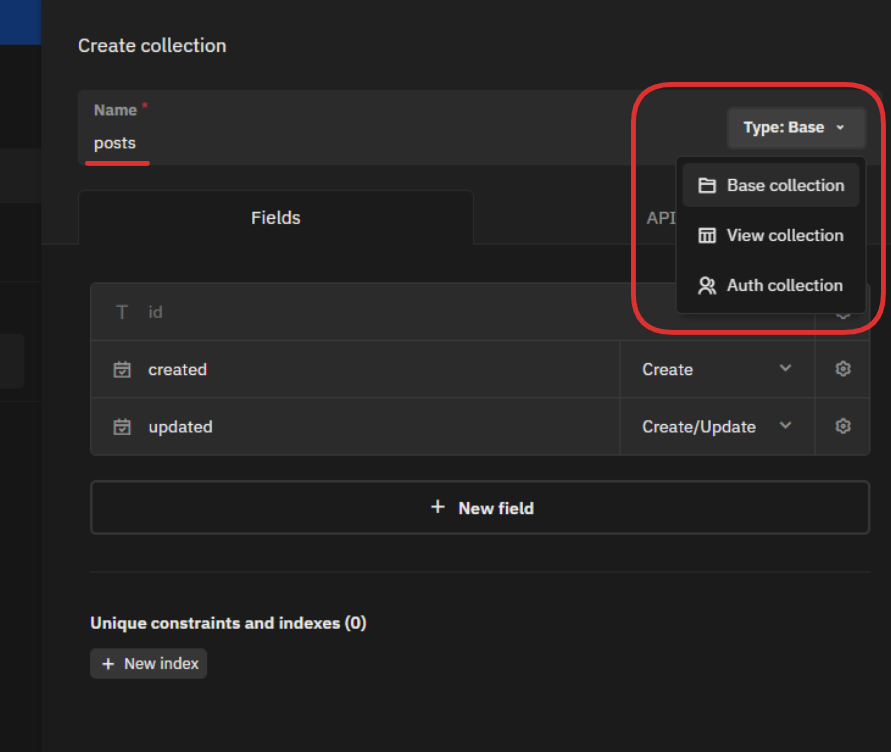 Create collection
Name *
posts
Type: Base
Base collection
View collection
Auth collection
Fields
API
id
created
Create
updated
Create/Update
+ New field
Unique constraints and indexes (0)
+ New index